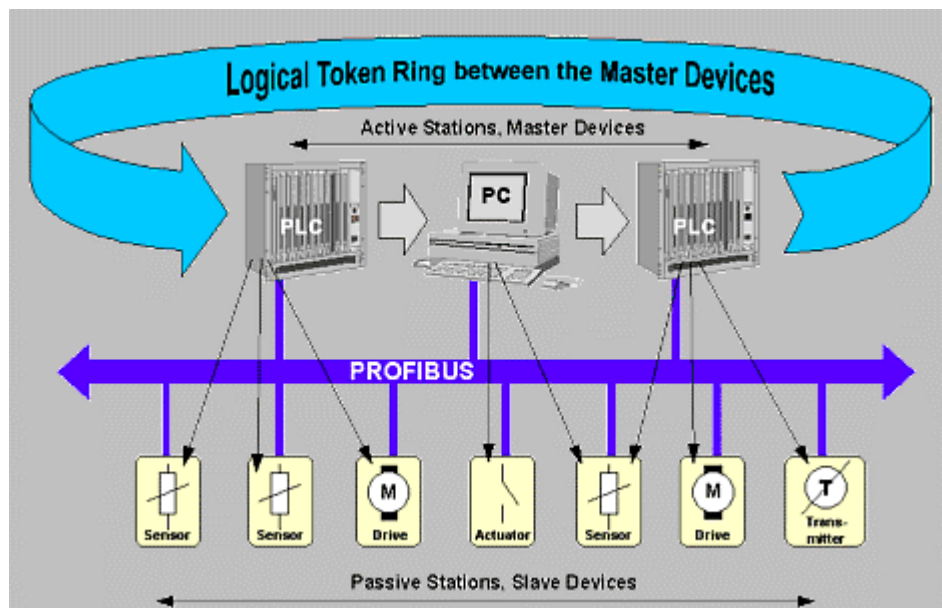 Logical Token Ring between the Master Devices
Active Stations, Master Devices
PLC
PC
PLC
PROFIBUS
M
M
T
Sensor
Sensor
Drive
Actuator
Sensor
Drive
Trans-
mitter
Passive Stations, Slave Devices